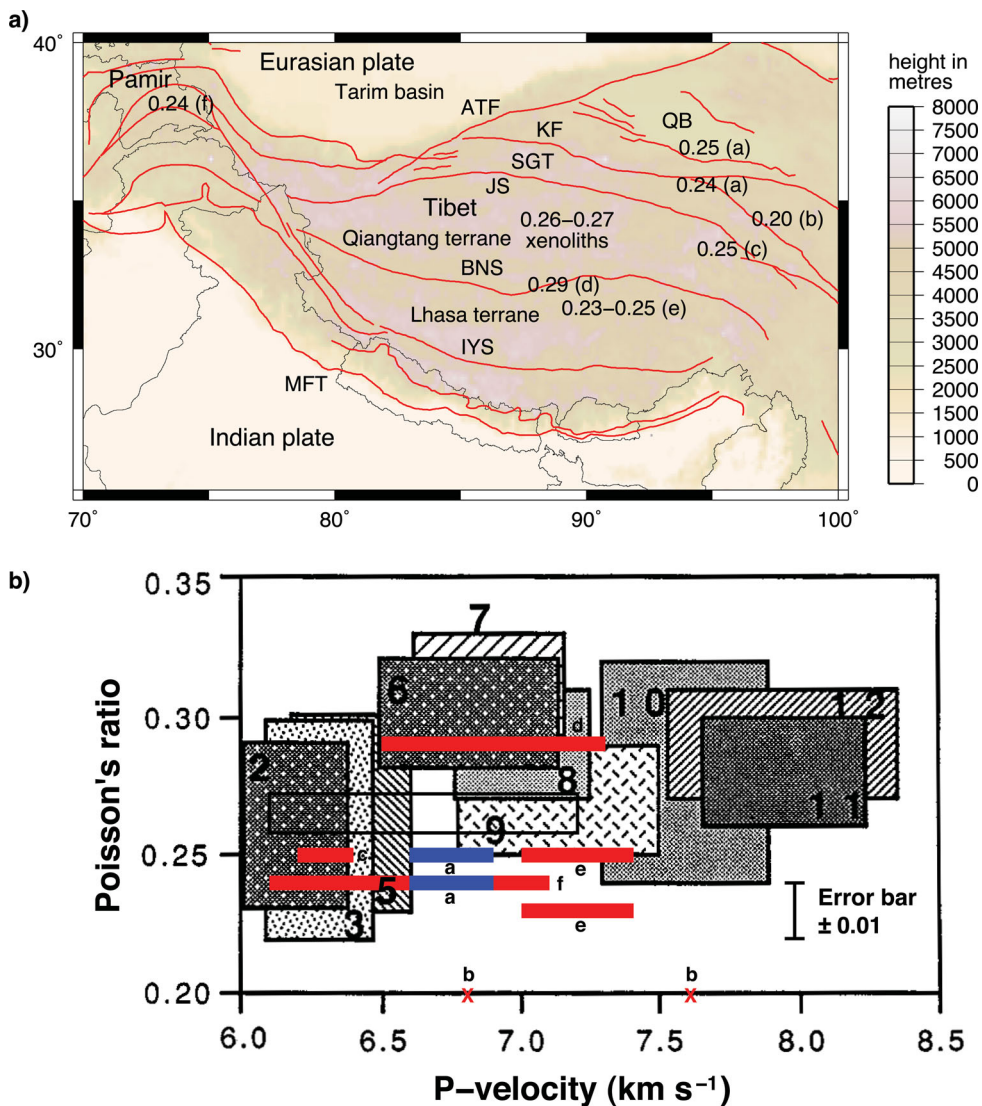 a)
40°
Eurasian plate
Pamir
Tarim basin
0.24 (f)
ATF
KF
QB
0.25 (a)
SGT
JS
0.24 (a)
Tibet
0.26–0.27
xenoliths
0.20 (b)
Qiangtang terrane
0.25 (c)
BNS
0.29 (d)
0.23–0.25 (e)
Lhasa terrane
30°
IYS
MFT
Indian plate
70°
80°
90°
100°
height in
metres
8000
7500
7000
6500
6000
5500
5000
4500
4000
3500
3000
2500
2000
1500
1000
500
0
b)
0.35
0.30
0.25
0.20
Poisson's ratio
7
6
1 0
1 2
d
2
8
1 1
9
c
a
e
5
a
f
3
e
Error bar
± 0.01
b
x
b
x
6.0
6.5
7.0
7.5
8.0
8.5
P–velocity (km s⁻¹)